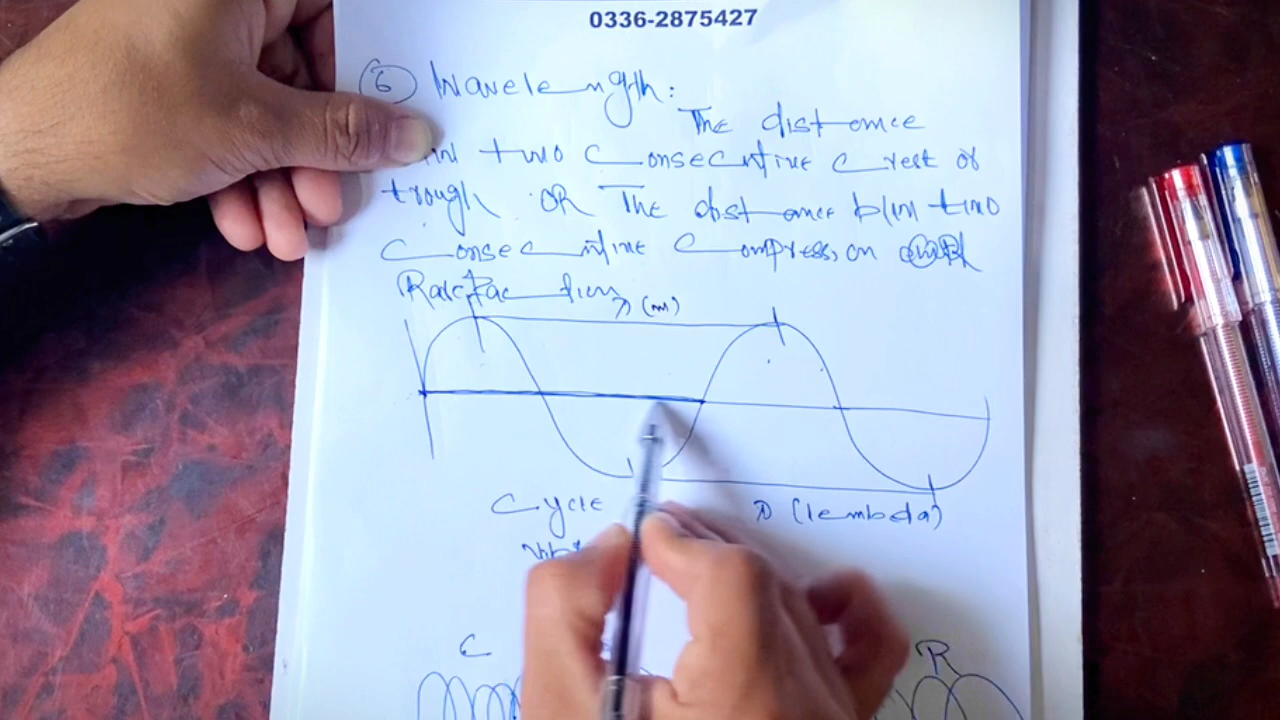 0336-2875427
6 Wavelength:
The distance
two consecutive crest or
trough OR The distance b/w two
consecutive compression
Rarefaction
λ (m)
Cycle λ (lembda)
C R